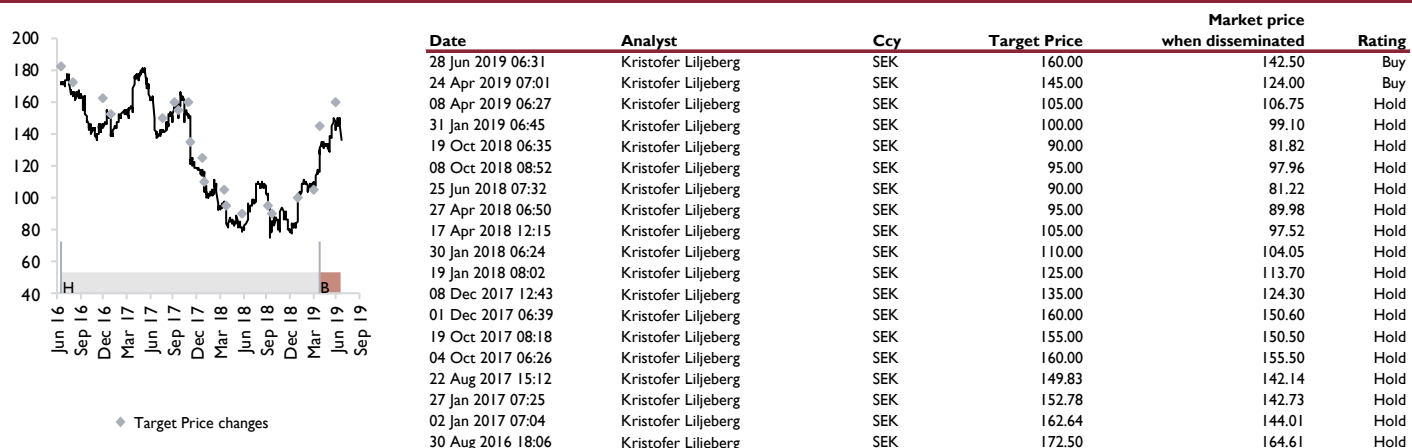 200
180
160
140
120
100
80
60
40
H
B
Jun 16
Sep 16
Dec 16
Mar 17
Jun 17
Sep 17
Dec 17
Mar 18
Jun 18
Sep 18
Dec 18
Mar 19
Jun 19
Sep 19
Target Price changes
Market price
Date Analyst Ccy Target Price when disseminated Rating
28 Jun 2019 06:31 Kristofer Liljeberg SEK 160.00 142.50 Buy
24 Apr 2019 07:01 Kristofer Liljeberg SEK 145.00 124.00 Buy
08 Apr 2019 06:27 Kristofer Liljeberg SEK 105.00 106.75 Hold
31 Jan 2019 06:45 Kristofer Liljeberg SEK 100.00 99.10 Hold
19 Oct 2018 06:35 Kristofer Liljeberg SEK 90.00 81.82 Hold
08 Oct 2018 08:52 Kristofer Liljeberg SEK 95.00 97.96 Hold
25 Jun 2018 07:32 Kristofer Liljeberg SEK 90.00 81.22 Hold
27 Apr 2018 06:50 Kristofer Liljeberg SEK 95.00 89.98 Hold
17 Apr 2018 12:15 Kristofer Liljeberg SEK 105.00 97.52 Hold
30 Jan 2018 06:24 Kristofer Liljeberg SEK 110.00 104.05 Hold
19 Jan 2018 08:02 Kristofer Liljeberg SEK 125.00 113.70 Hold
08 Dec 2017 12:43 Kristofer Liljeberg SEK 135.00 124.30 Hold
01 Dec 2017 06:39 Kristofer Liljeberg SEK 160.00 150.60 Hold
19 Oct 2017 08:18 Kristofer Liljeberg SEK 155.00 150.50 Hold
04 Oct 2017 06:26 Kristofer Liljeberg SEK 160.00 155.50 Hold
22 Aug 2017 15:12 Kristofer Liljeberg SEK 149.83 142.14 Hold
27 Jan 2017 07:25 Kristofer Liljeberg SEK 152.78 142.73 Hold
02 Jan 2017 07:04 Kristofer Liljeberg SEK 162.64 144.01 Hold
30 Aug 2016 18:06 Kristofer Liljeberg SEK 172.50 164.61 Hold